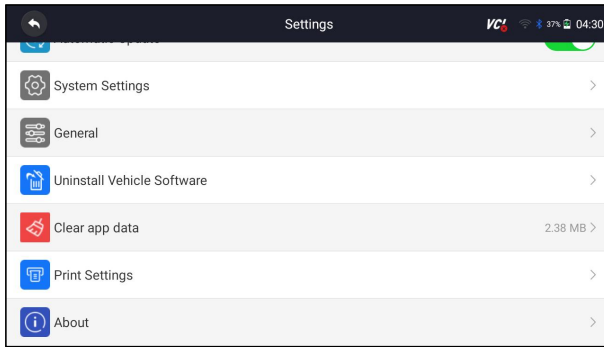 Settings
VCI
37%
04:30
System Settings
General
Uninstall Vehicle Software
Clear app data
2.38 MB
Print Settings
About